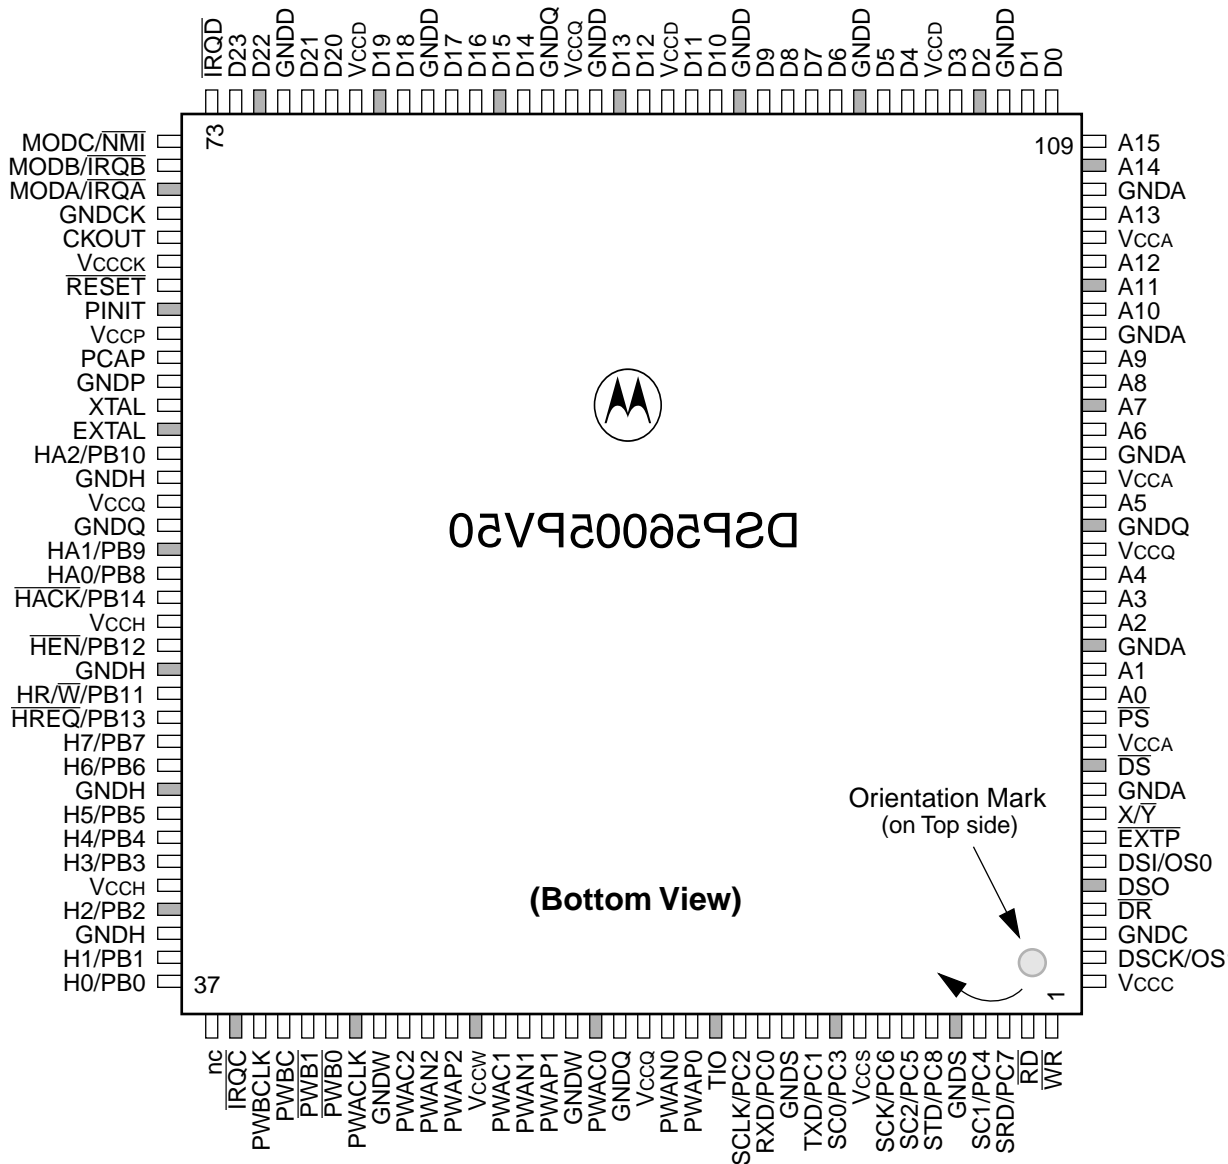 IRQD
D23
D22
GNDD
D21
D20
VCCD
D19
D18
GNDD
D17
D16
D15
D14
GNDQ
VCCQ
GNDD
D13
D12
VCCD
D11
D10
GNDD
D9
D8
D7
D6
GNDD
D5
D4
VCCD
D3
D2
GNDD
D1
D0
73
109
MODC/NMI
MODB/IRQB
MODA/IRQA
GNDCK
CKOUT
VCCCK
RESET
PINIT
VCCP
PCAP
GNDP
XTAL
EXTAL
HA2/PB10
GNDH
VCCQ
GNDQ
HA1/PB9
HA0/PB8
HACK/PB14
VCCH
HEN/PB12
GNDH
HR/W/PB11
HREQ/PB13
H7/PB7
H6/PB6
GNDH
H5/PB5
H4/PB4
H3/PB3
VCCH
H2/PB2
GNDH
H1/PB1
H0/PB0
DSP56005PV50
Orientation Mark
(on Top side)
(Bottom View)
A15
A14
GNDA
A13
VCCA
A12
A11
A10
GNDA
A9
A8
A7
A6
GNDA
VCCA
A5
GNDQ
VCCQ
A4
A3
A2
GNDA
A1
A0
PS
VCCA
DS
GNDA
X/Y
EXTP
DSI/OS0
DSO
DR
GNDC
DSCK/OS
VCCC
37
1
nc
IRQC
PWBCLK
PWBC
PWB1
PWB0
PWACLK
GNDW
PWAC2
PWAN2
PWAP2
VCCW
PWAC1
PWAN1
PWAP1
GNDW
PWAC0
GNDQ
VCCQ
PWAN0
PWAP0
TIO
SCLK/PC2
RXD/PC0
GNDS
TXD/PC1
SC0/PC3
VCCS
SCK/PC6
SC2/PC5
STD/PC8
GNDS
SC1/PC4
SRD/PC7
RD
WR